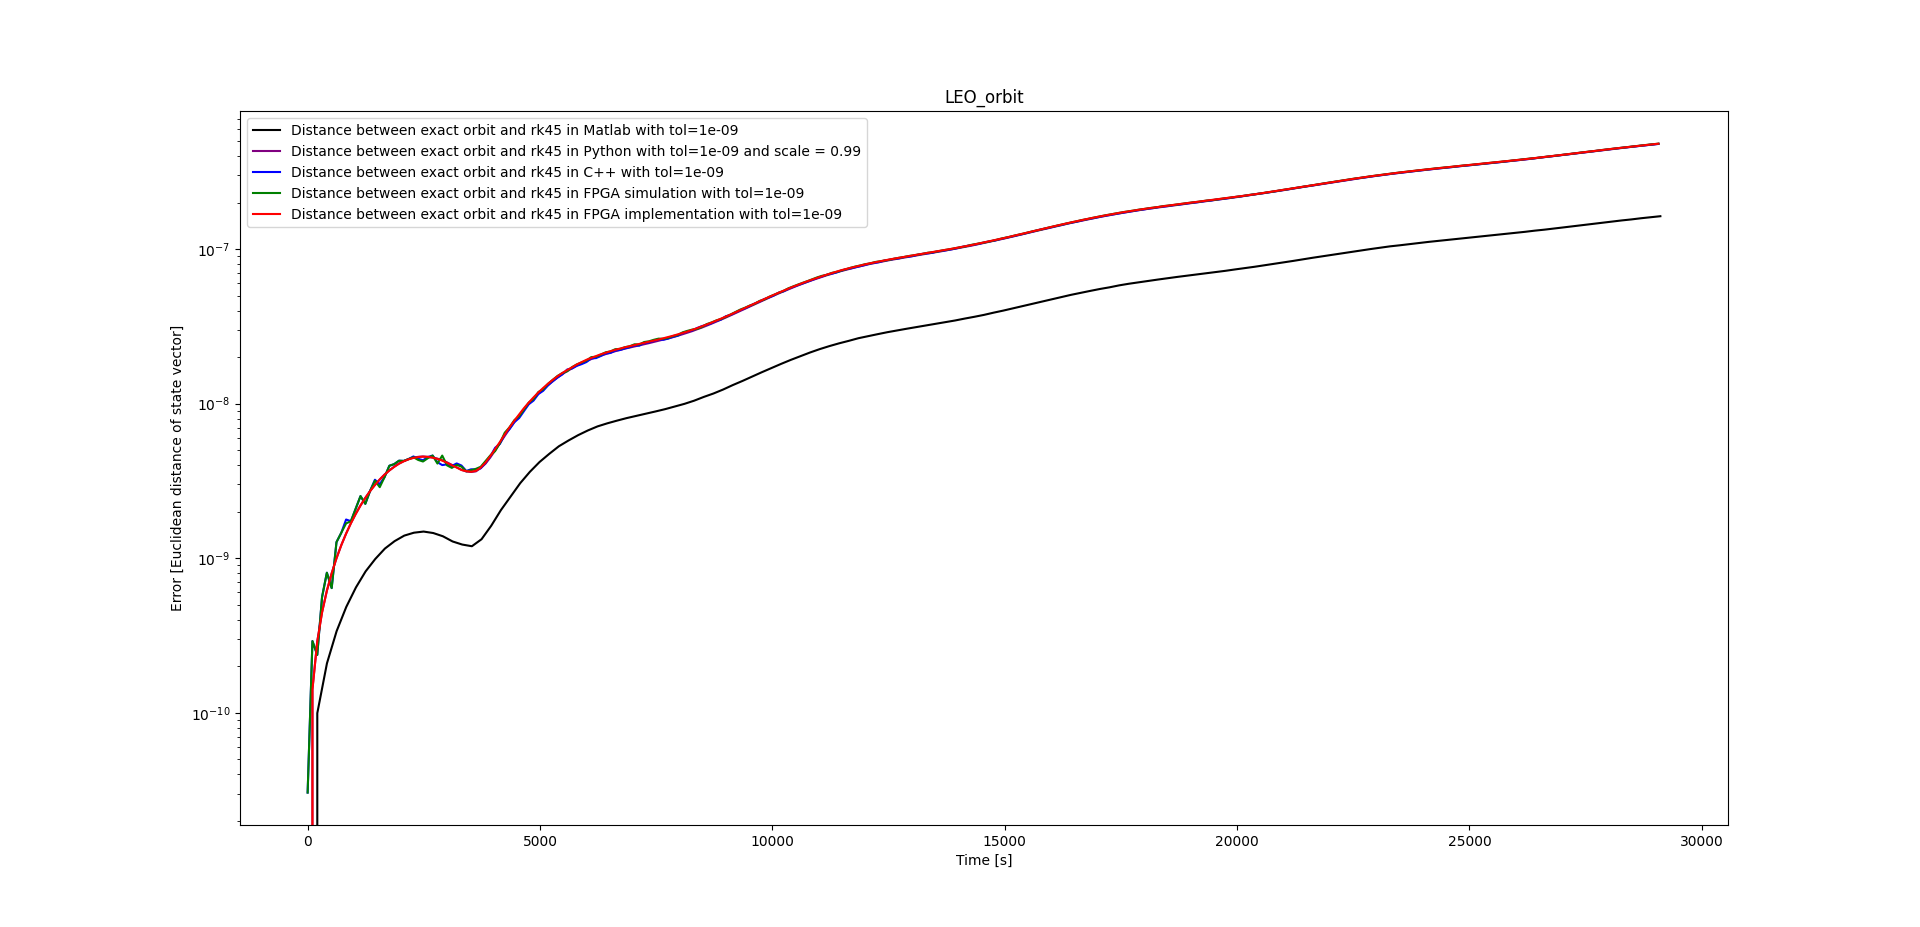 LEO_orbit
Distance between exact orbit and rk45 in Matlab with tol=1e-09
Distance between exact orbit and rk45 in Python with tol=1e-09 and scale = 0.99
Distance between exact orbit and rk45 in C++ with tol=1e-09
Distance between exact orbit and rk45 in FPGA simulation with tol=1e-09
Distance between exact orbit and rk45 in FPGA implementation with tol=1e-09
Error [Euclidean distance of state vector]
10⁻⁷
10⁻⁸
10⁻⁹
10⁻¹⁰
0 5000 10000 15000 20000 25000 30000
Time [s]